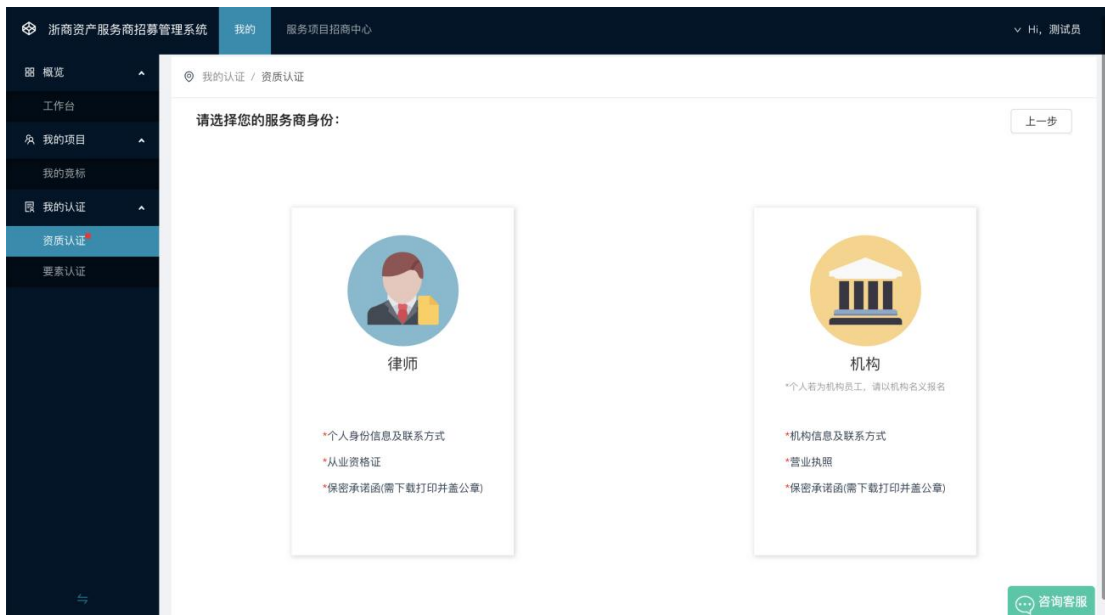 浙商资产服务商招募管理系统
我的
服务项目招商中心
Hi, 测试员
概览
工作台
我的项目
我的竞标
我的认证
资质认证
要素认证
我的认证 / 资质认证
请选择您的服务商身份：
上一步
律师
*个人身份信息及联系方式
*从业资格证
*保密承诺函(需下载打印并盖公章)
机构
*个人若为机构员工，请以机构名义报名
*机构信息及联系方式
*营业执照
*保密承诺函(需下载打印并盖公章)
咨询客服